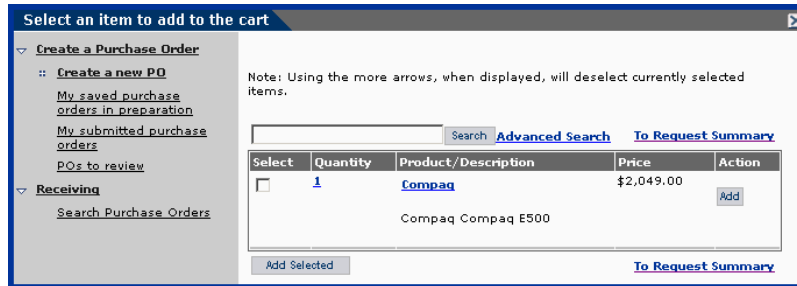 Select an item to add to the cart
Create a Purchase Order
Create a new PO
My saved purchase
orders in preparation
My submitted purchase
orders
POs to review
Receiving
Search Purchase Orders
Note: Using the more arrows, when displayed, will deselect currently selected
items.
Search Advanced Search To Request Summary
Select Quantity Product/Description Price Action
1 Compaq $2,049.00 Add
Compaq Compaq E500
Add Selected To Request Summary